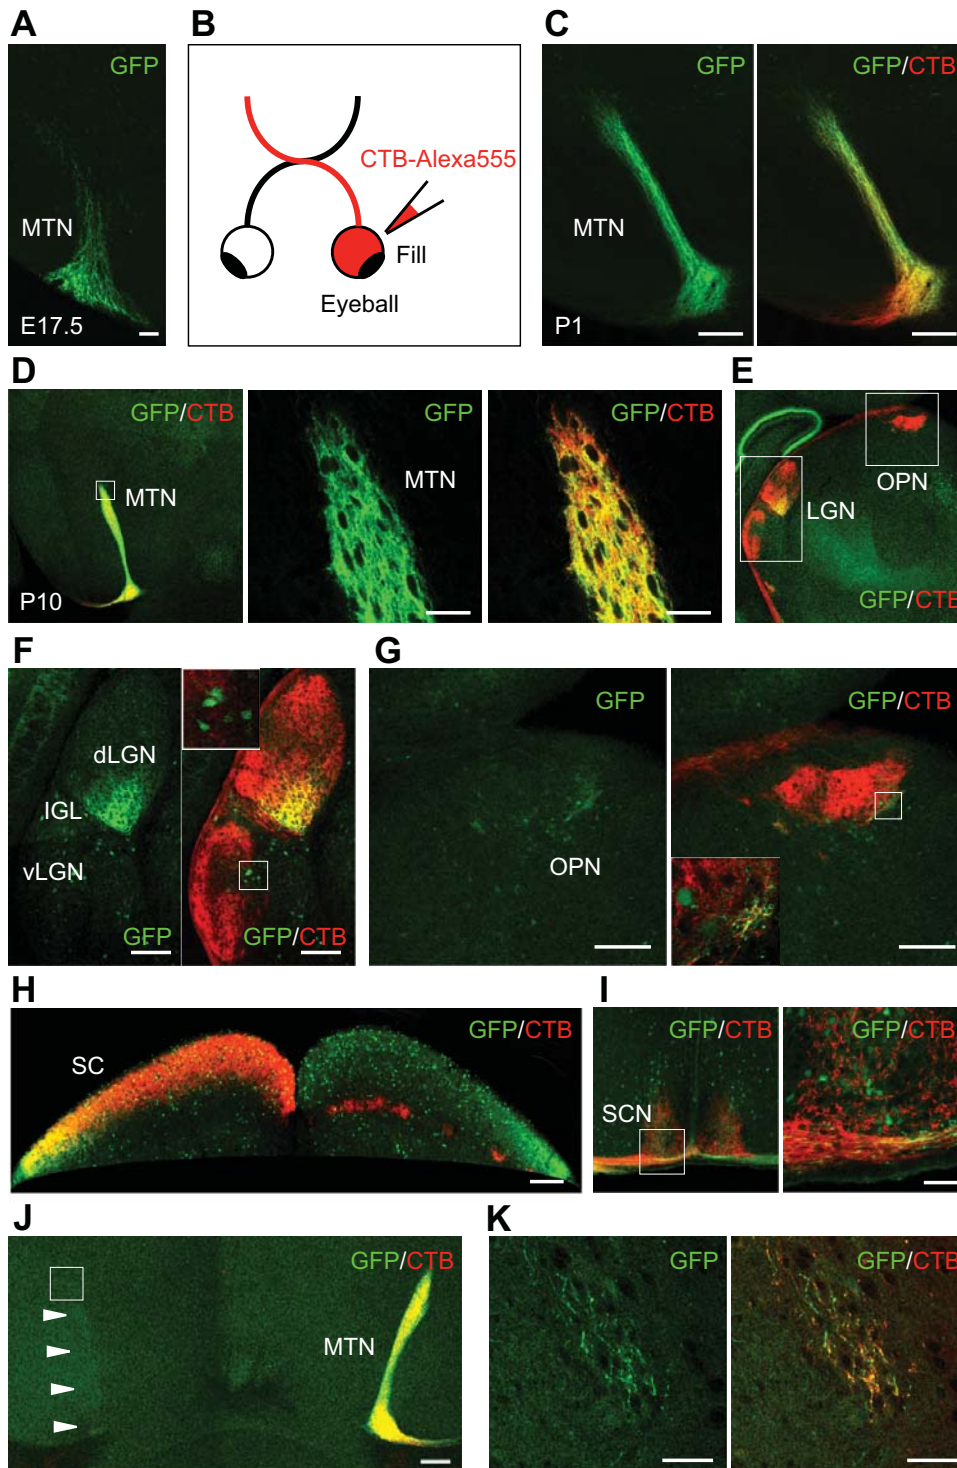 A
B
C
GFP
MTN
E17.5
CTB-Alexa555
Fill
Eyeball
GFP
MTN
P1
GFP/CTB
D
E
GFP/CTB
MTN
P10
GFP
MTN
GFP/CTB
OPN
LGN
GFP/CTB
F
G
dLGN
IGL
vLGN
GFP
GFP/CTB
GFP
OPN
GFP/CTB
H
I
GFP/CTB
SC
GFP/CTB
SCN
GFP/CTB
J
K
GFP/CTB
MTN
GFP
GFP/CTB